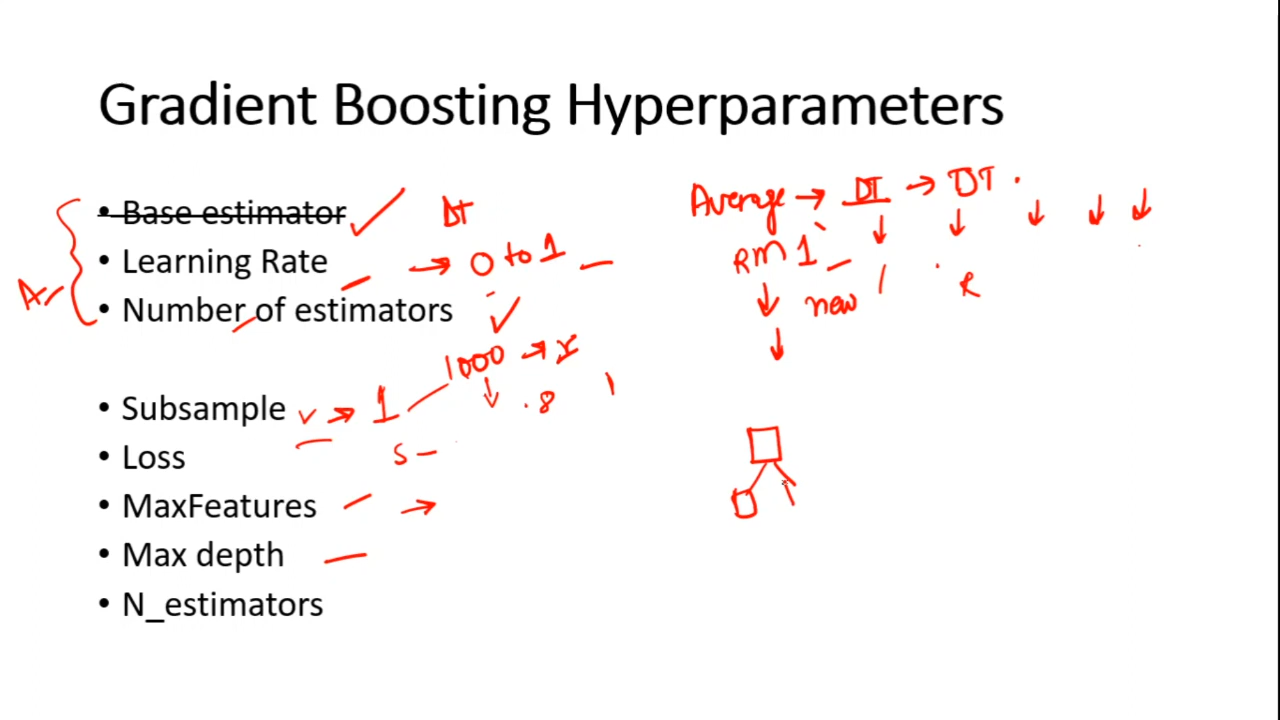 Gradient Boosting Hyperparameters
• Base estimator DT
• Learning Rate → 0 to 1
• Number of estimators
1000 →
• Subsample → 1
.8
• Loss S
• MaxFeatures →
• Max depth
• N_estimators
Average → DT → DT
RM 1
new R